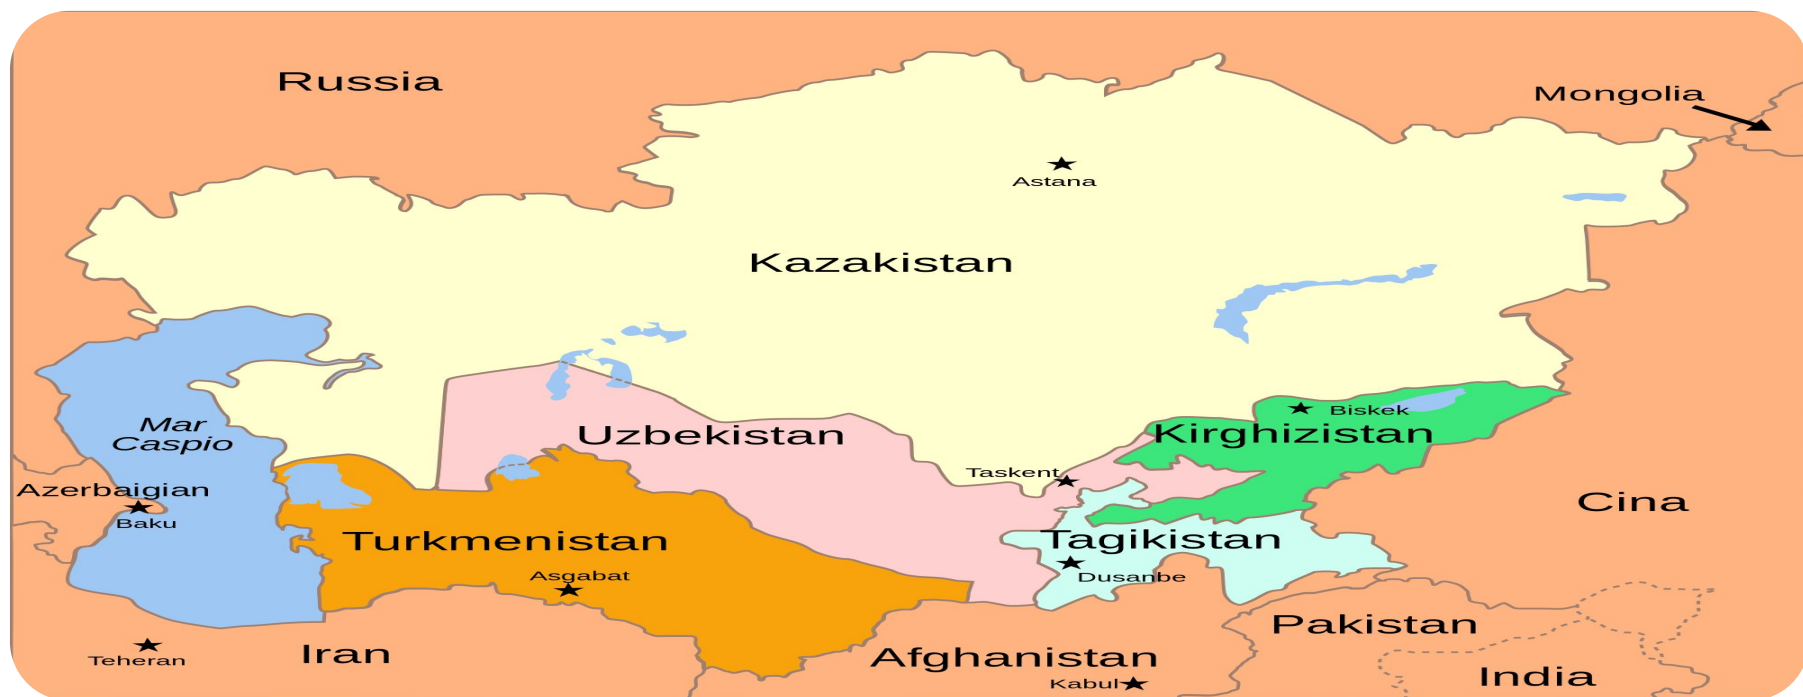 Russia
Mongolia
Astana
Kazakistan
Mar
Caspio
Biskek
Uzbekistan
Kirghizistan
Taskent
Azerbaigian
Baku
Cina
Turkmenistan
Tagikistan
Asgabat
Dusanbe
Pakistan
Teheran
Iran
Afghanistan
Kabul
India